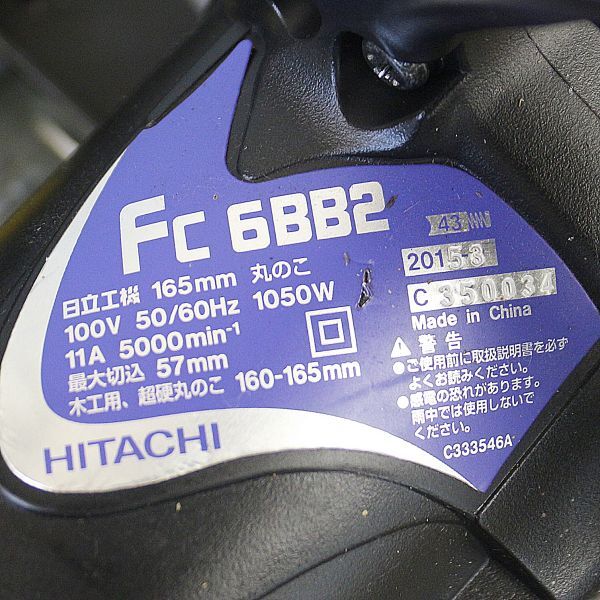 FC 6BB2
日立工機 165mm 丸のこ
100V 50/60Hz 1050W
11A 5000min⁻¹
最大切込 57mm
木工用、超硬丸のこ 160-165mm
HITACHI
43
2015.3
C 350034
Made in China
警告
●ご使用前に取扱説明書を必ず
よくお読みください。
●感電の恐れがあります。
雨中では使用しないで
ください。
C333546A